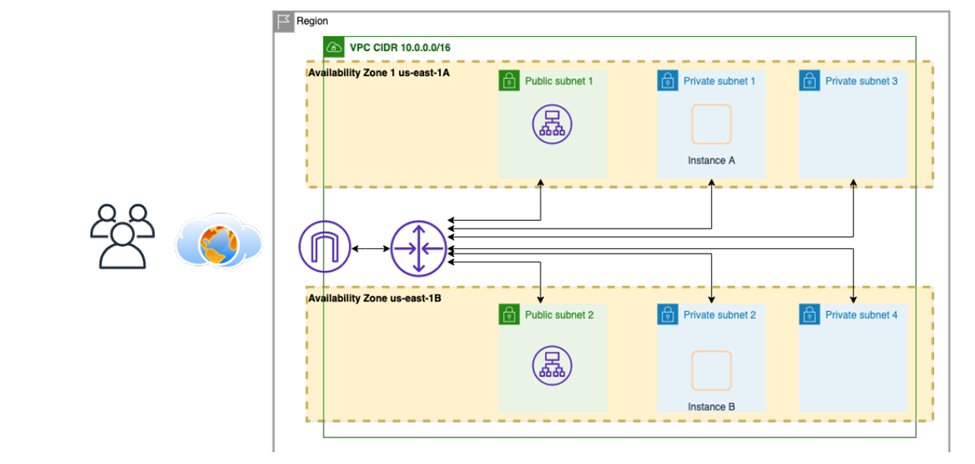 Region
VPC CIDR 10.0.0.0/16
Availability Zone 1 us-east-1A
Public subnet 1
Private subnet 1
Private subnet 3
Instance A
Availability Zone us-east-1B
Public subnet 2
Private subnet 2
Private subnet 4
Instance B